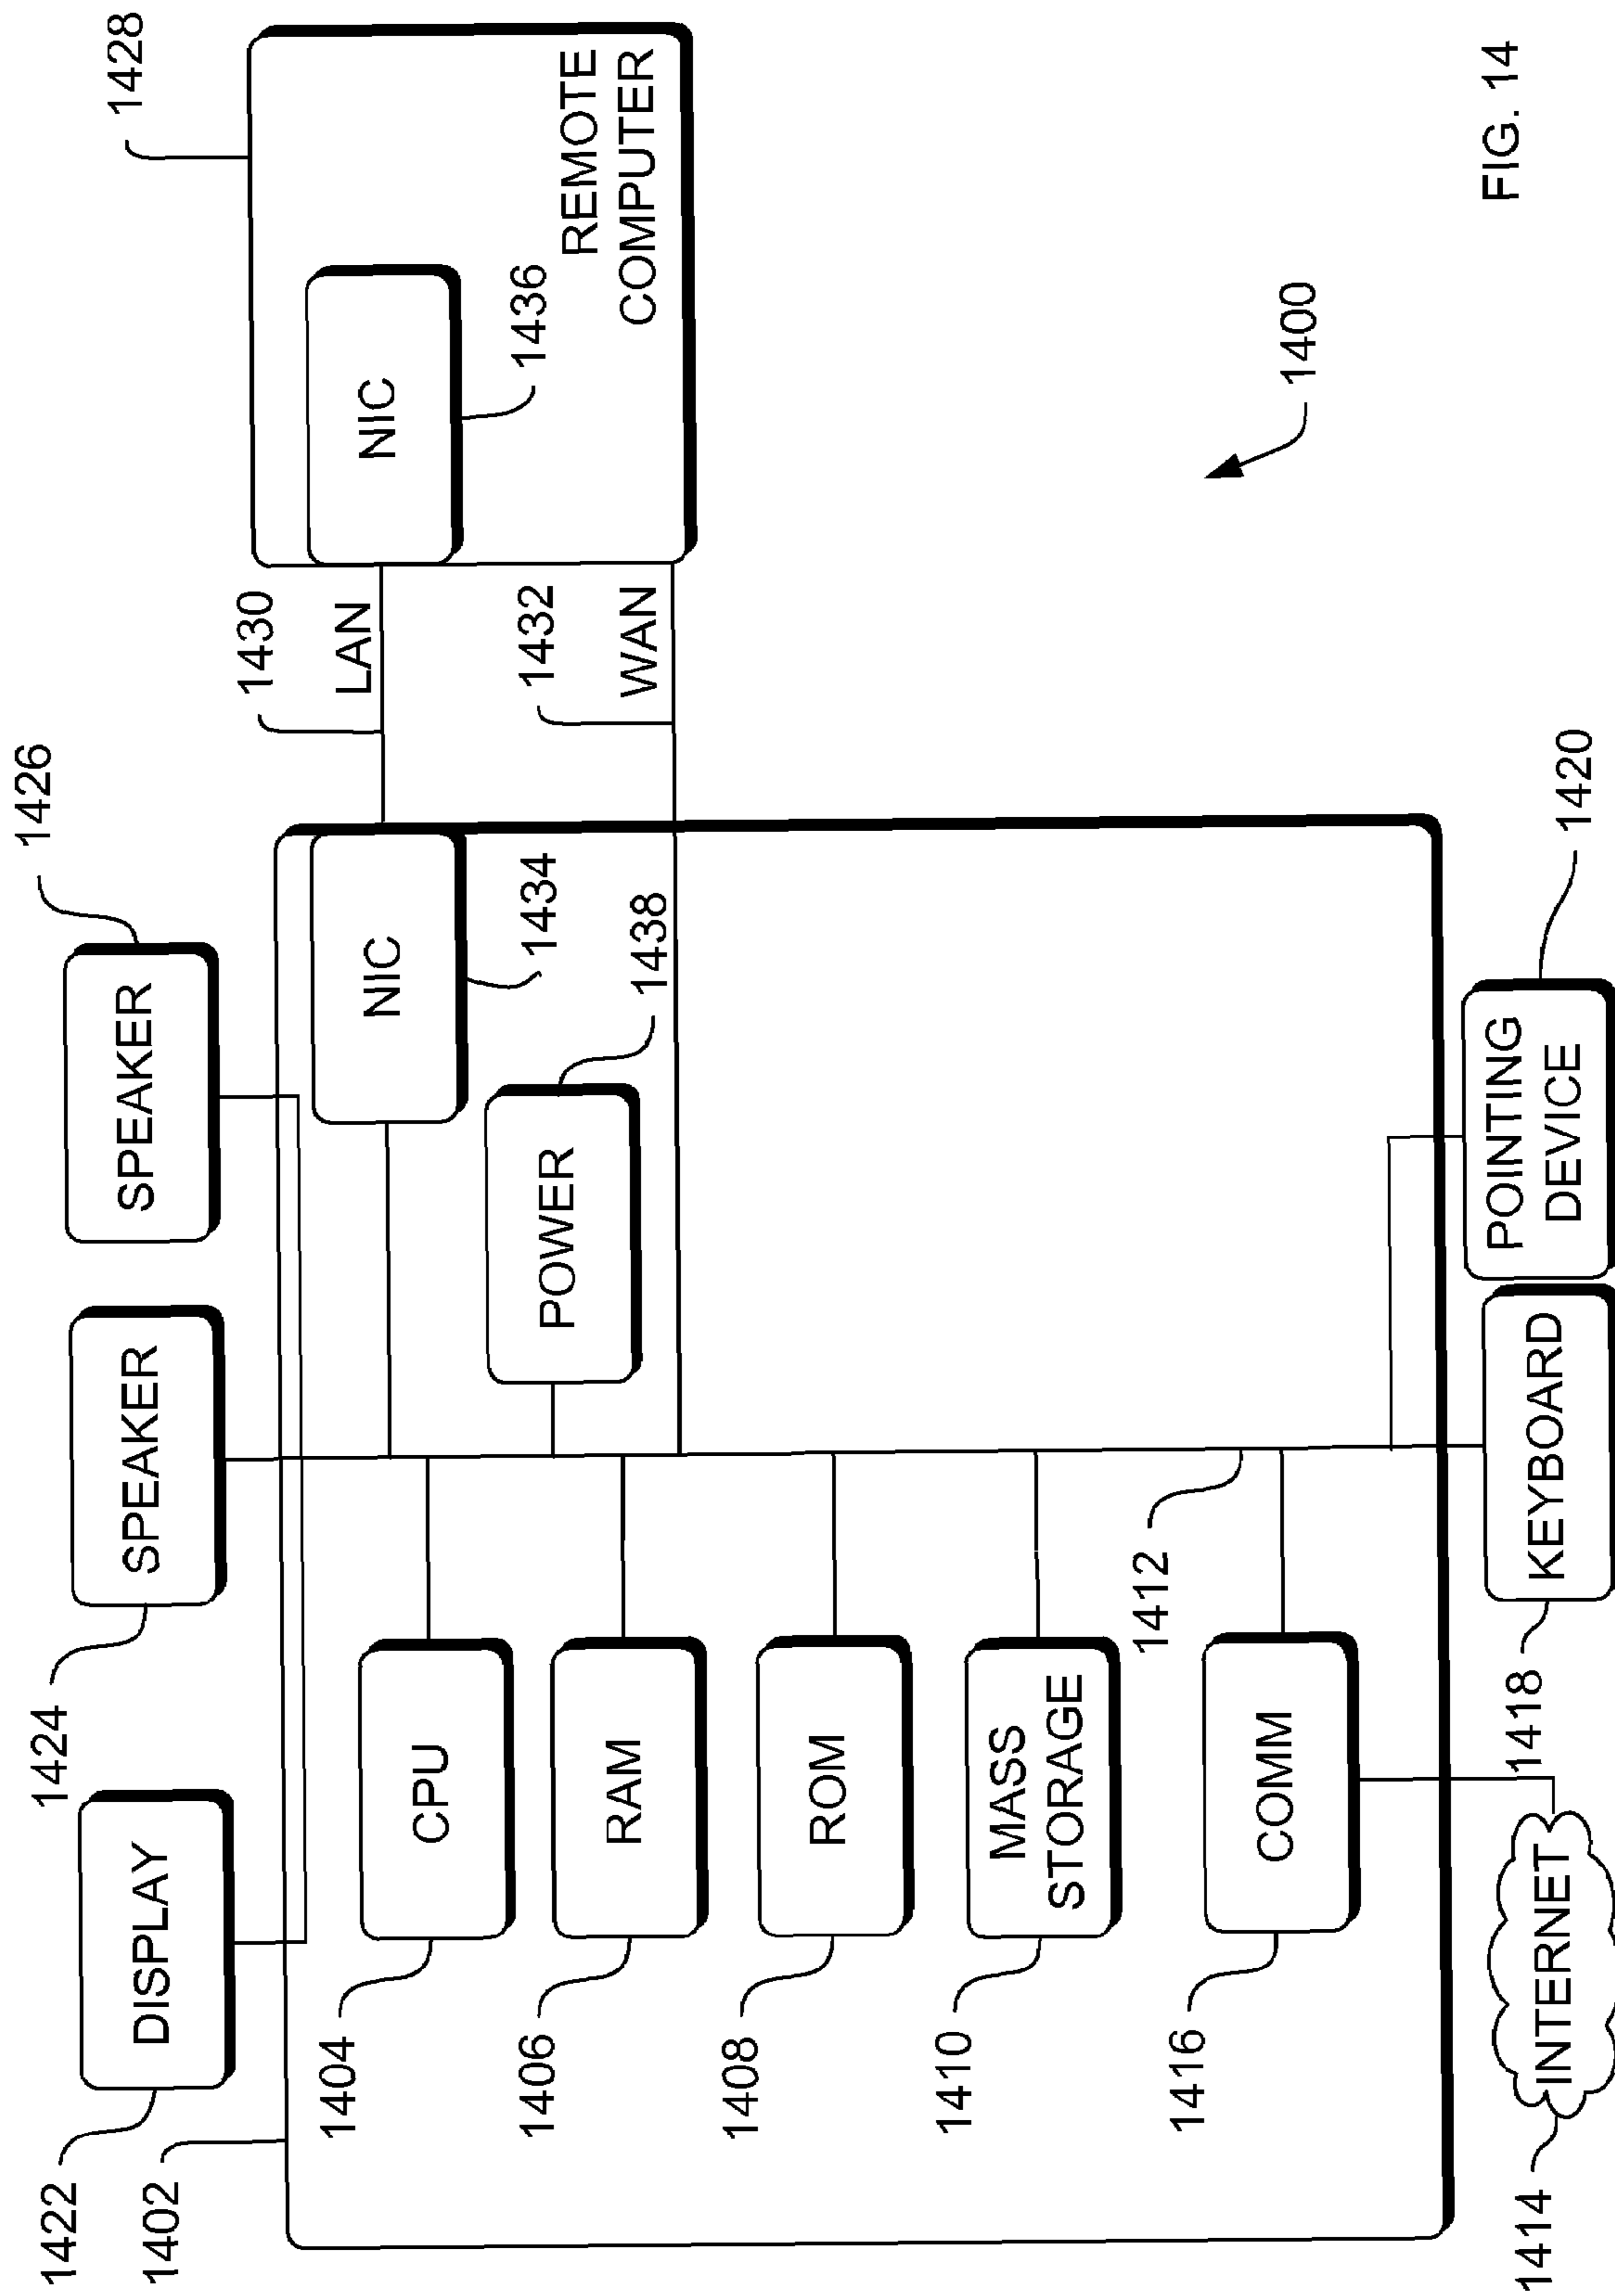 1422
1402
DISPLAY
1424
SPEAKER
SPEAKER
1426
1428
1404
CPU
1406
RAM
1408
ROM
1410
MASS
STORAGE
1416
COMM
1412
NIC
1434
POWER
1438
1430
LAN
1432
WAN
NIC
1436
REMOTE
COMPUTER
1400
1414
INTERNET
1418
KEYBOARD
POINTING
DEVICE
1420
FIG. 14